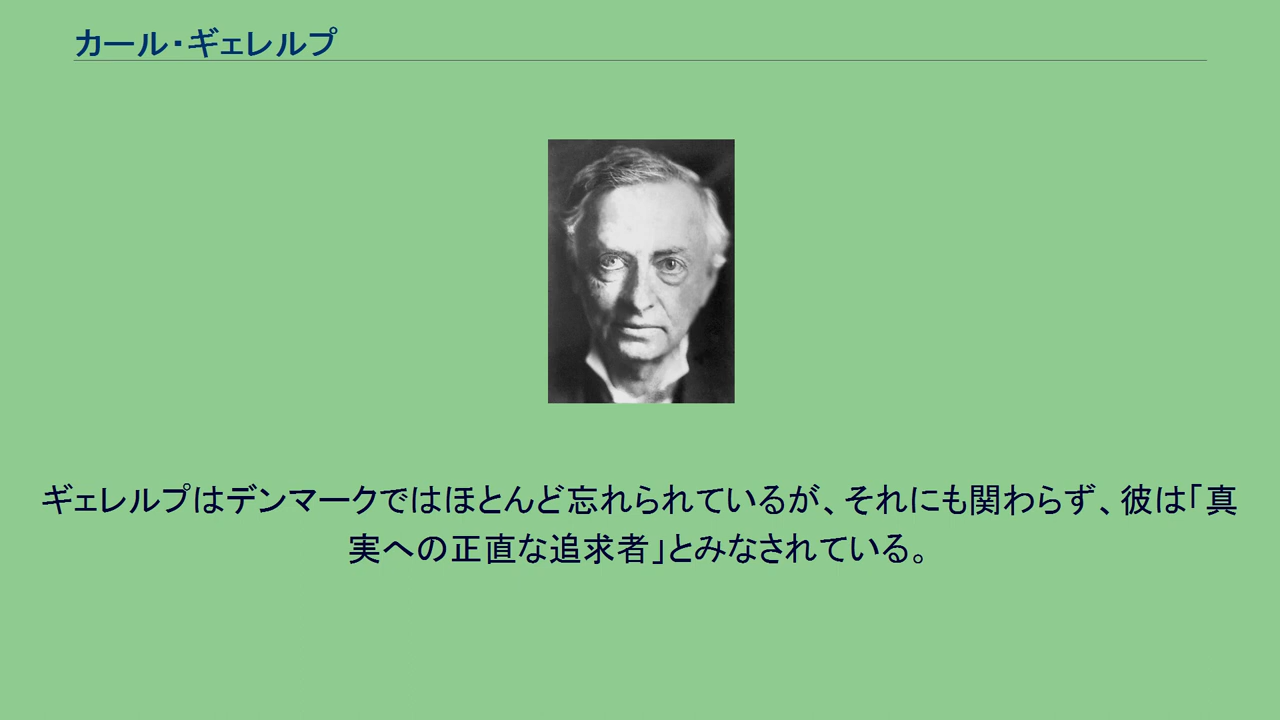 カール・ギェレルプ
ギェレルプはデンマークではほとんど忘れられているが、それにも関わらず、彼は「真
実への正直な追求者」とみなされている。